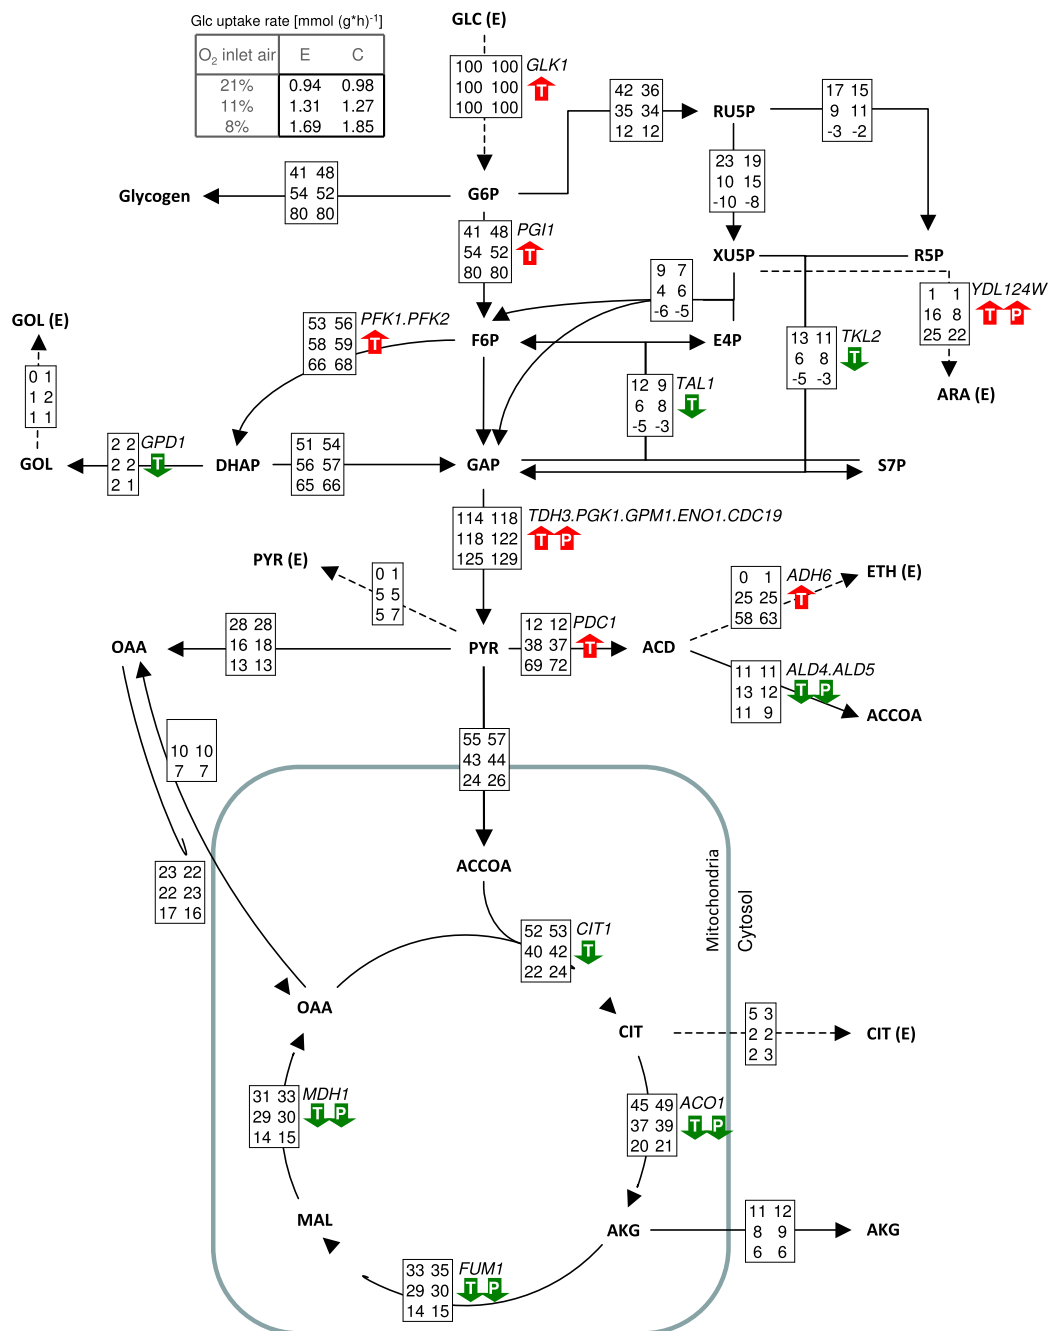 Glc uptake rate [mmol (g*h)-1]
O2 inlet air E C
21% 0.94 0.98
11% 1.31 1.27
8% 1.69 1.85
GLC (E)
100 100
100 100
100 100
GLK1
T
42 36
35 34
12 12
RU5P
17 15
9 11
-3 -2
23 19
10 15
-10 -8
Glycogen
41 48
54 52
80 80
G6P
41 48
54 52
80 80
PGI1
T
XU5P
R5P
9 7
4 6
-6 -5
1 1
16 8
25 22
YDL124W
T P
ARA (E)
GOL (E)
0 1
1 2
1 1
GOL
53 56
58 59
66 68
PFK1.PFK2
T
F6P
E4P
13 11
6 8
-5 -3
TKL2
T
12 9
6 8
-5 -3
TAL1
T
2 2
2 2
2 1
GPD1
T
DHAP
51 54
56 57
65 66
GAP
S7P
114 118
118 122
125 129
TDH3.PGK1.GPM1.ENO1.CDC19
T P
PYR (E)
0 1
5 5
5 7
0 1
25 25
58 63
ADH6
T
ETH (E)
OAA
28 28
16 18
13 13
PYR
12 12
38 37
69 72
PDC1
T
ACD
11 11
13 12
11 9
ALD4.ALD5
T P
ACCOA
10 10
7 7
55 57
43 44
24 26
23 22
22 23
17 16
ACCOA
Mitochondria
Cytosol
52 53
40 42
22 24
CIT1
T
OAA
CIT
5 3
2 2
2 3
CIT (E)
31 33
29 30
14 15
MDH1
T P
45 49
37 39
20 21
ACO1
T P
MAL
AKG
11 12
8 9
6 6
AKG
33 35
29 30
14 15
FUM1
T P